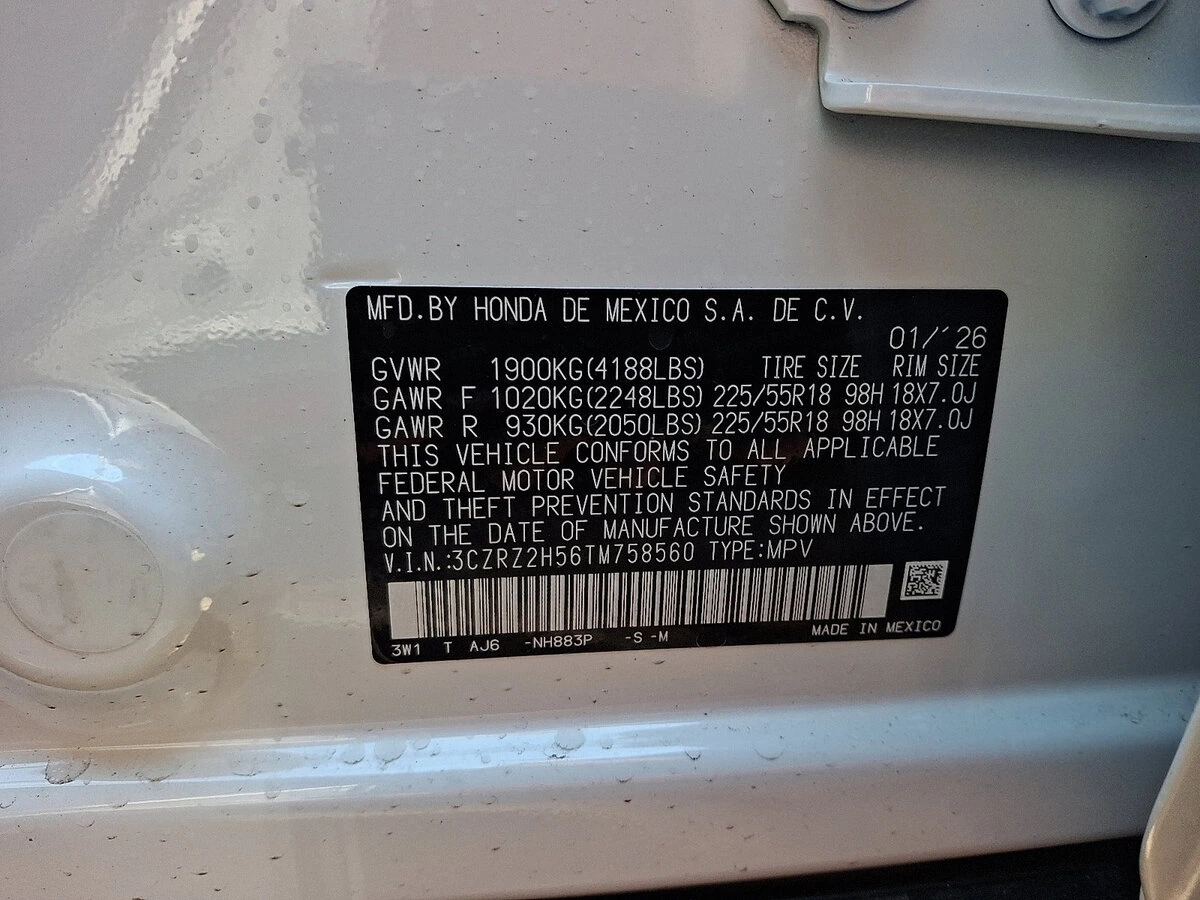 MFD.BY HONDA DE MEXICO S.A. DE C.V.
01/´26
GVWR 1900KG(4188LBS) TIRE SIZE RIM SIZE
GAWR F 1020KG(2248LBS) 225/55R18 98H 18X7.0J
GAWR R 930KG(2050LBS) 225/55R18 98H 18X7.0J
THIS VEHICLE CONFORMS TO ALL APPLICABLE
FEDERAL MOTOR VEHICLE SAFETY
AND THEFT PREVENTION STANDARDS IN EFFECT
ON THE DATE OF MANUFACTURE SHOWN ABOVE.
V.I.N.:3CZRZ2H56TM758560 TYPE:MPV
3W1 T AJ6 -NH883P -S -M MADE IN MEXICO